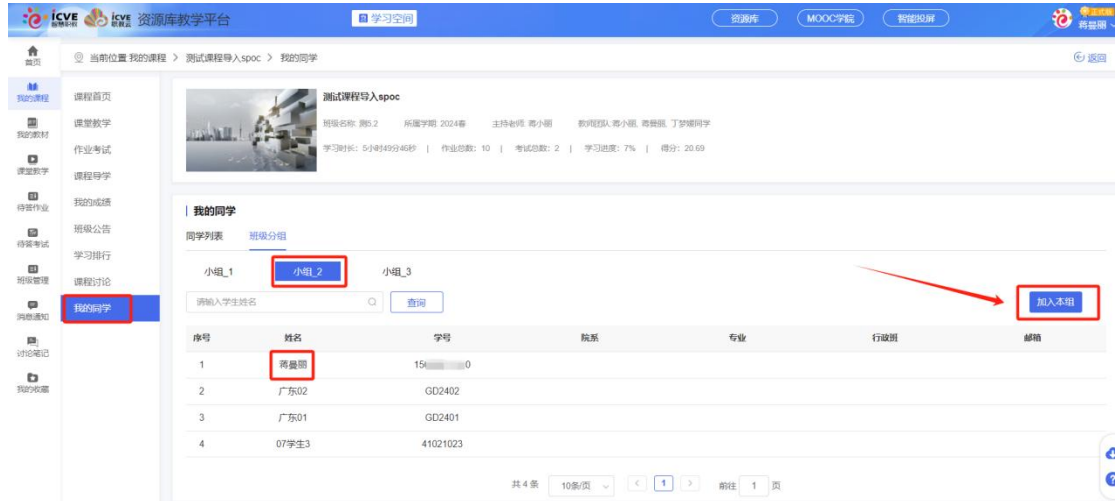 icve 智慧职教 icve 职教云 资源库教学平台 学习空间 资源库 MOOC学院 智能投屏 正式版 蒋曼丽
首页 当前位置 我的课程 > 测试课程导入spoc > 我的同学 返回
我的课程
我的教材
课堂教学
待答作业
待答考试
班级管理
消息通知
讨论笔记
我的收藏
课程首页
课堂教学
作业考试
课程导学
我的成绩
班级公告
学习排行
课程讨论
我的同学
测试课程导入spoc
班级名称: 测5.2 所属学期: 2024春 主持老师: 蒋小丽 教师团队: 蒋小丽, 蒋曼丽, 丁梦媛同学
学习时长: 5小时49分46秒 | 作业总数: 10 | 考试总数: 2 | 学习进度: 7% | 得分: 20.69
我的同学
同学列表 班级分组
小组_1 小组_2 小组_3
请输入学生姓名 查询 加入本组
序号 姓名 学号 院系 专业 行政班 邮箱
1 蒋曼丽 15 0
2 广东02 GD2402
3 广东01 GD2401
4 07学生3 41021023
共 4 条 10条/页 < 1 > 前往 1 页